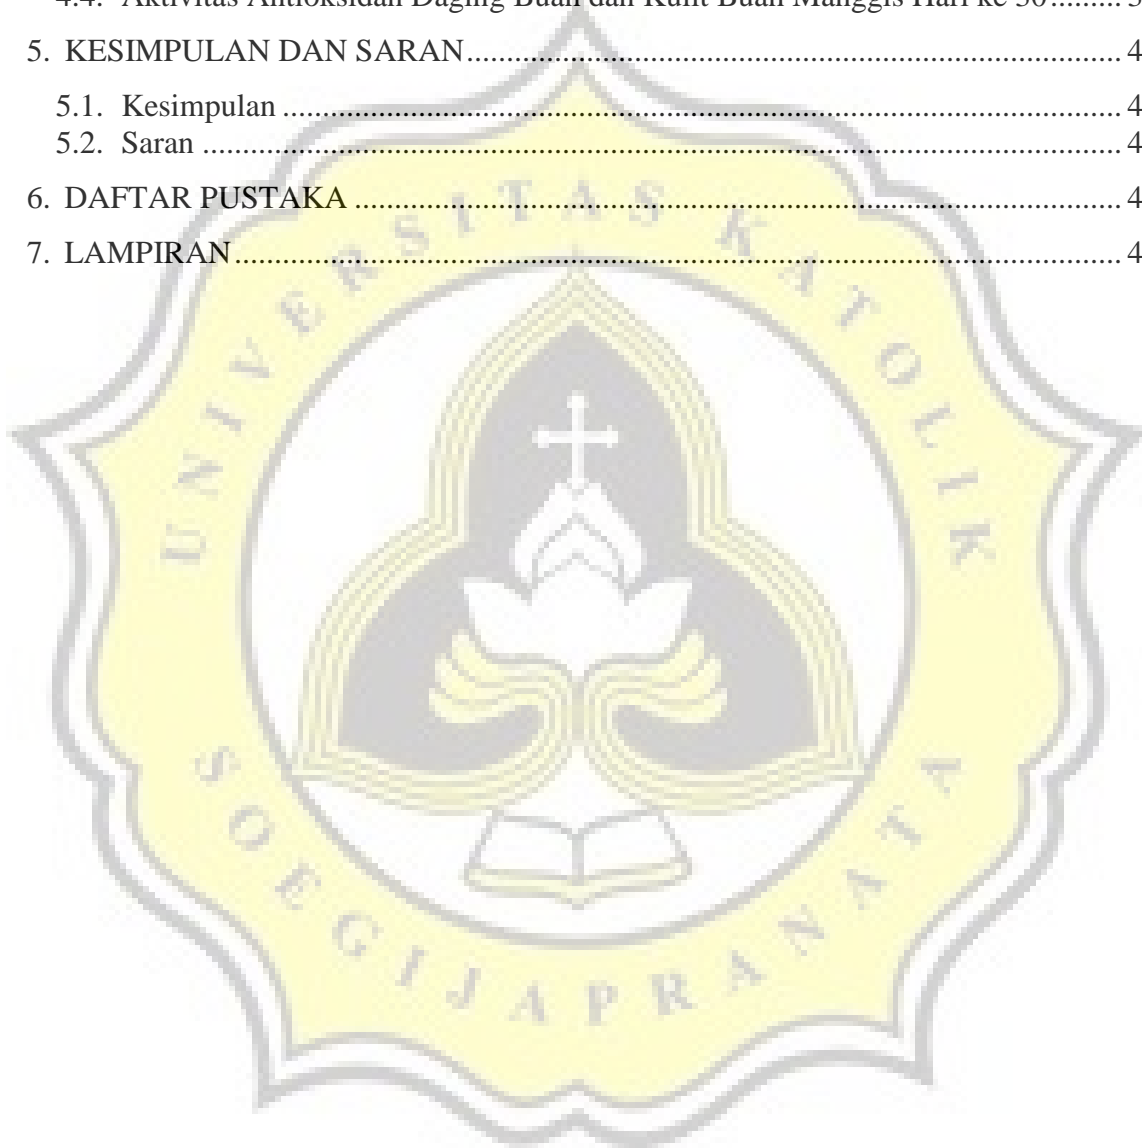 4.4. Aktivitas Antioksidan Daging Buah dan Kulit Buah Manggis Hari ke 30.........
5. KESIMPULAN DAN SARAN.................................................................................. 4
5.1. Kesimpulan ......................................................................................................... 4
5.2. Saran ................................................................................................................... 4
6. DAFTAR PUSTAKA ................................................................................................ 4
7. LAMPIRAN............................................................................................................... 4
UNIVERSITAS KATOLIK
SOEGIJAPRANATA